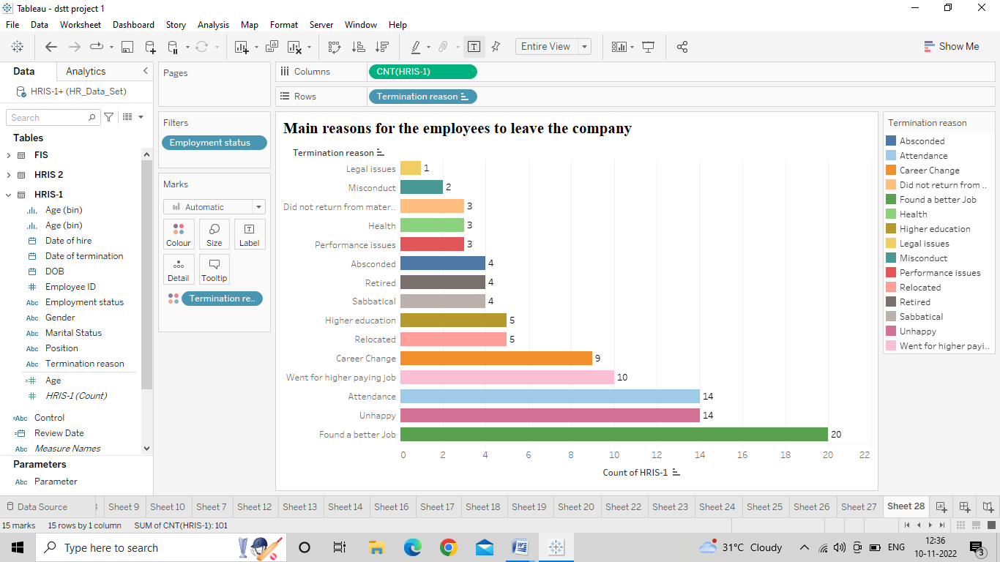 Tableau - dstt project 1
File Data Worksheet Dashboard Story Analysis Map Format Server Window Help
Entire View
Show Me
Data Analytics
HRIS-1+ (HR_Data_Set)
Search
Tables
FIS
HRIS 2
HRIS-1
Age (bin)
Age (bin)
Date of hire
Date of termination
DOB
Employee ID
Abc Employment status
Abc Gender
Abc Marital Status
Abc Position
Abc Termination reason
Age
HRIS-1 (Count)
=Abc Control
Review Date
Abc Measure Names
Parameters
Abc Parameter
Pages
Filters
Employment status
Marks
Automatic
Colour Size Label
Detail Tooltip
Termination re..
Columns CNT(HRIS-1)
Rows Termination reason
Main reasons for the employees to leave the company
Termination reason
Legal issues 1
Misconduct 2
Did not return from mater.. 3
Health 3
Performance issues 3
Absconded 4
Retired 4
Sabbatical 4
Higher education 5
Relocated 5
Career Change 9
Went for higher paying job 10
Attendance 14
Unhappy 14
Found a better Job 20
0 2 4 6 8 10 12 14 16 18 20 22
Count of HRIS-1
Termination reason
Absconded
Attendance
Career Change
Did not return from ..
Found a better Job
Health
Higher education
Legal issues
Misconduct
Performance issues
Relocated
Retired
Sabbatical
Unhappy
Went for higher payi..
Data Source Sheet 9 Sheet 10 Sheet 7 Sheet 12 Sheet 13 Sheet 14 Sheet 16 Sheet 17 Sheet 18 Sheet 19 Sheet 20 Sheet 22 Sheet 23 Sheet 24 Sheet 25 Sheet 26 Sheet 27 Sheet 28
15 marks 15 rows by 1 column SUM of CNT(HRIS-1): 101
Type here to search
31°C Cloudy
ENG
12:36
10-11-2022
3